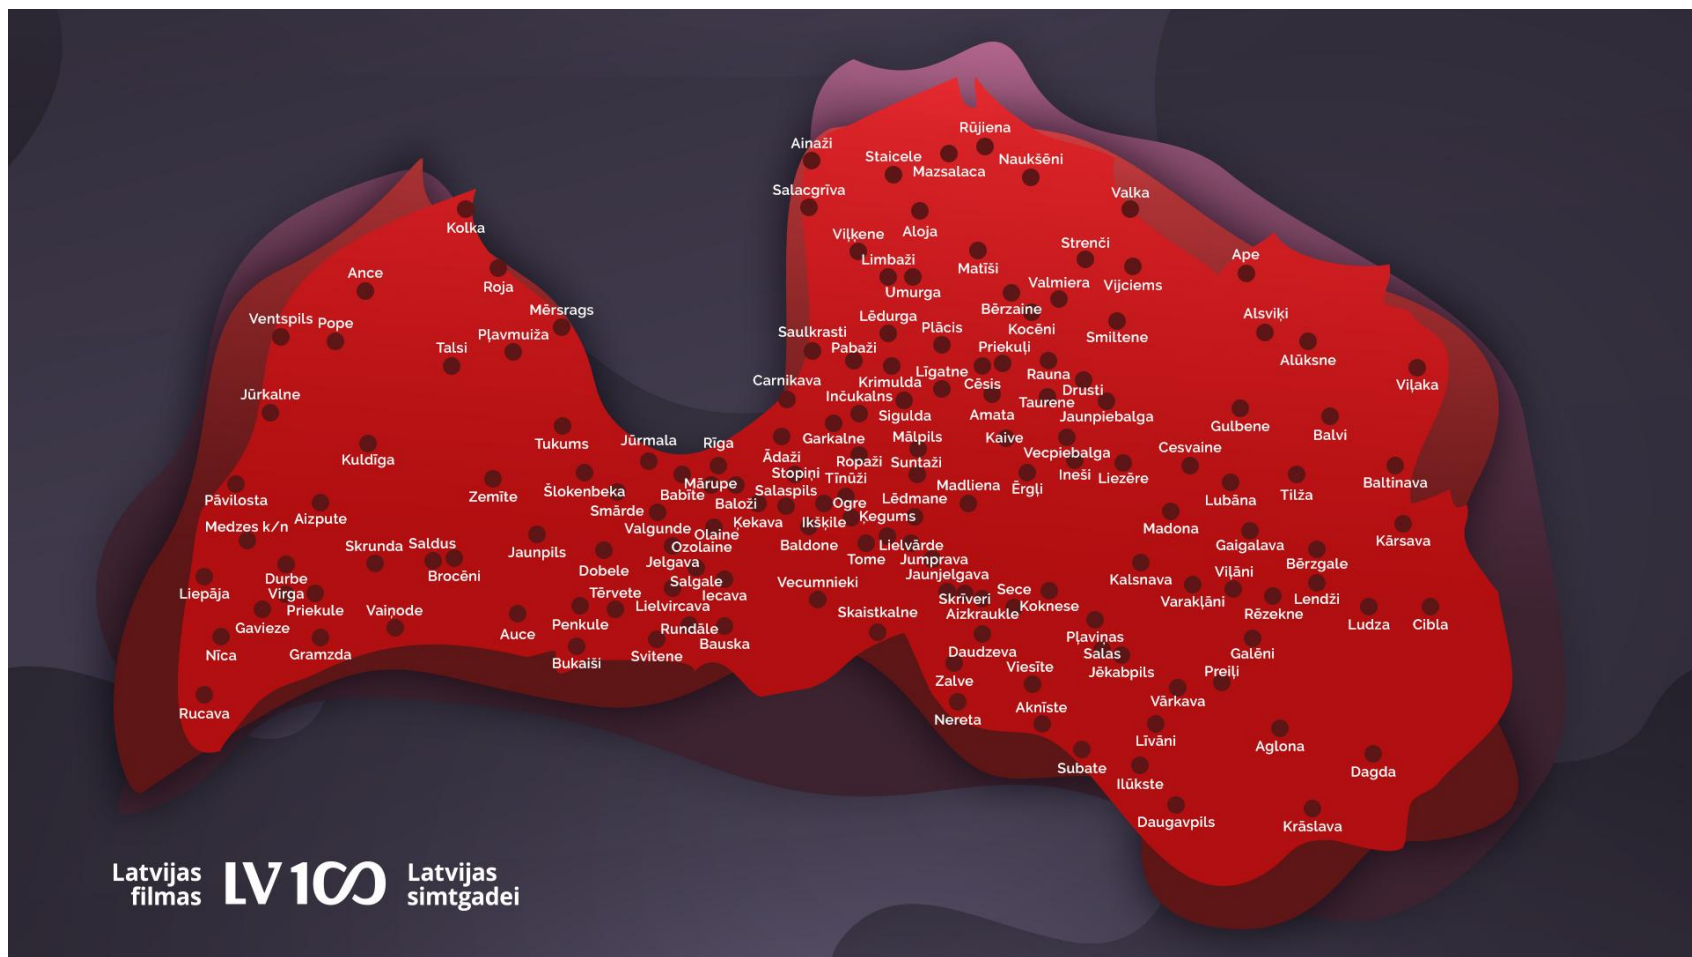 Rūjiena
Ainaži
Staicele
Mazsalaca
Naukšēni
Salacgrīva
Valka
Kolka
Viļķene
Aloja
Strenči
Limbaži
Matīši
Ape
Ance
Roja
Umurga
Valmiera
Vijciems
Mērsrags
Bērzaine
Ventspils
Pope
Pļavmuiža
Lēdurga
Plācis
Kocēni
Smiltene
Alsviķi
Saulkrasti
Talsi
Pabaži
Priekuļi
Alūksne
Līgatne
Rauna
Carnikava
Krimulda
Cēsis
Drusti
Viļaka
Jūrkalne
Inčukalns
Taurene
Sigulda
Amata
Jaunpiebalga
Gulbene
Balvi
Tukums
Jūrmala
Rīga
Garkalne
Mālpils
Kaive
Kuldīga
Ādaži
Ropaži
Suntaži
Vecpiebalga
Cesvaine
Stopiņi
Tīnūži
Ineši
Liezēre
Zemīte
Šlokenbeka
Babīte
Mārupe
Salaspils
Madliena
Ērgļi
Lubāna
Tilža
Baltinava
Pāvilosta
Smārde
Baloži
Ogre
Lēdmane
Aizpute
Medzes k/n
Valgunde
Olaine
Ķekava
Ikšķile
Ķegums
Madona
Gaigalava
Kārsava
Skrunda
Saldus
Jaunpils
Ozolaine
Baldone
Lielvārde
Tome
Jumprava
Jelgava
Dobele
Jaunjelgava
Brocēni
Durbe
Salgale
Vecumnieki
Kalsnava
Viļāni
Bērzgale
Liepāja
Virga
Tērvete
Iecava
Sece
Skrīveri
Varakļāni
Lendži
Priekule
Vaiņode
Lielvircava
Skaistkalne
Aizkraukle
Koknese
Rēzekne
Ludza
Cibla
Gavieze
Auce
Penkule
Rundāle
Pļaviņas
Nīca
Gramzda
Bukaiši
Svitene
Bauska
Daudzeva
Salas
Galēni
Viesīte
Jēkabpils
Preiļi
Zalve
Vārkava
Rucava
Nereta
Aknīste
Līvāni
Aglona
Subate
Ilūkste
Dagda
Daugavpils
Krāslava
Latvijas
filmas
LV100
Latvijas
simtgadei